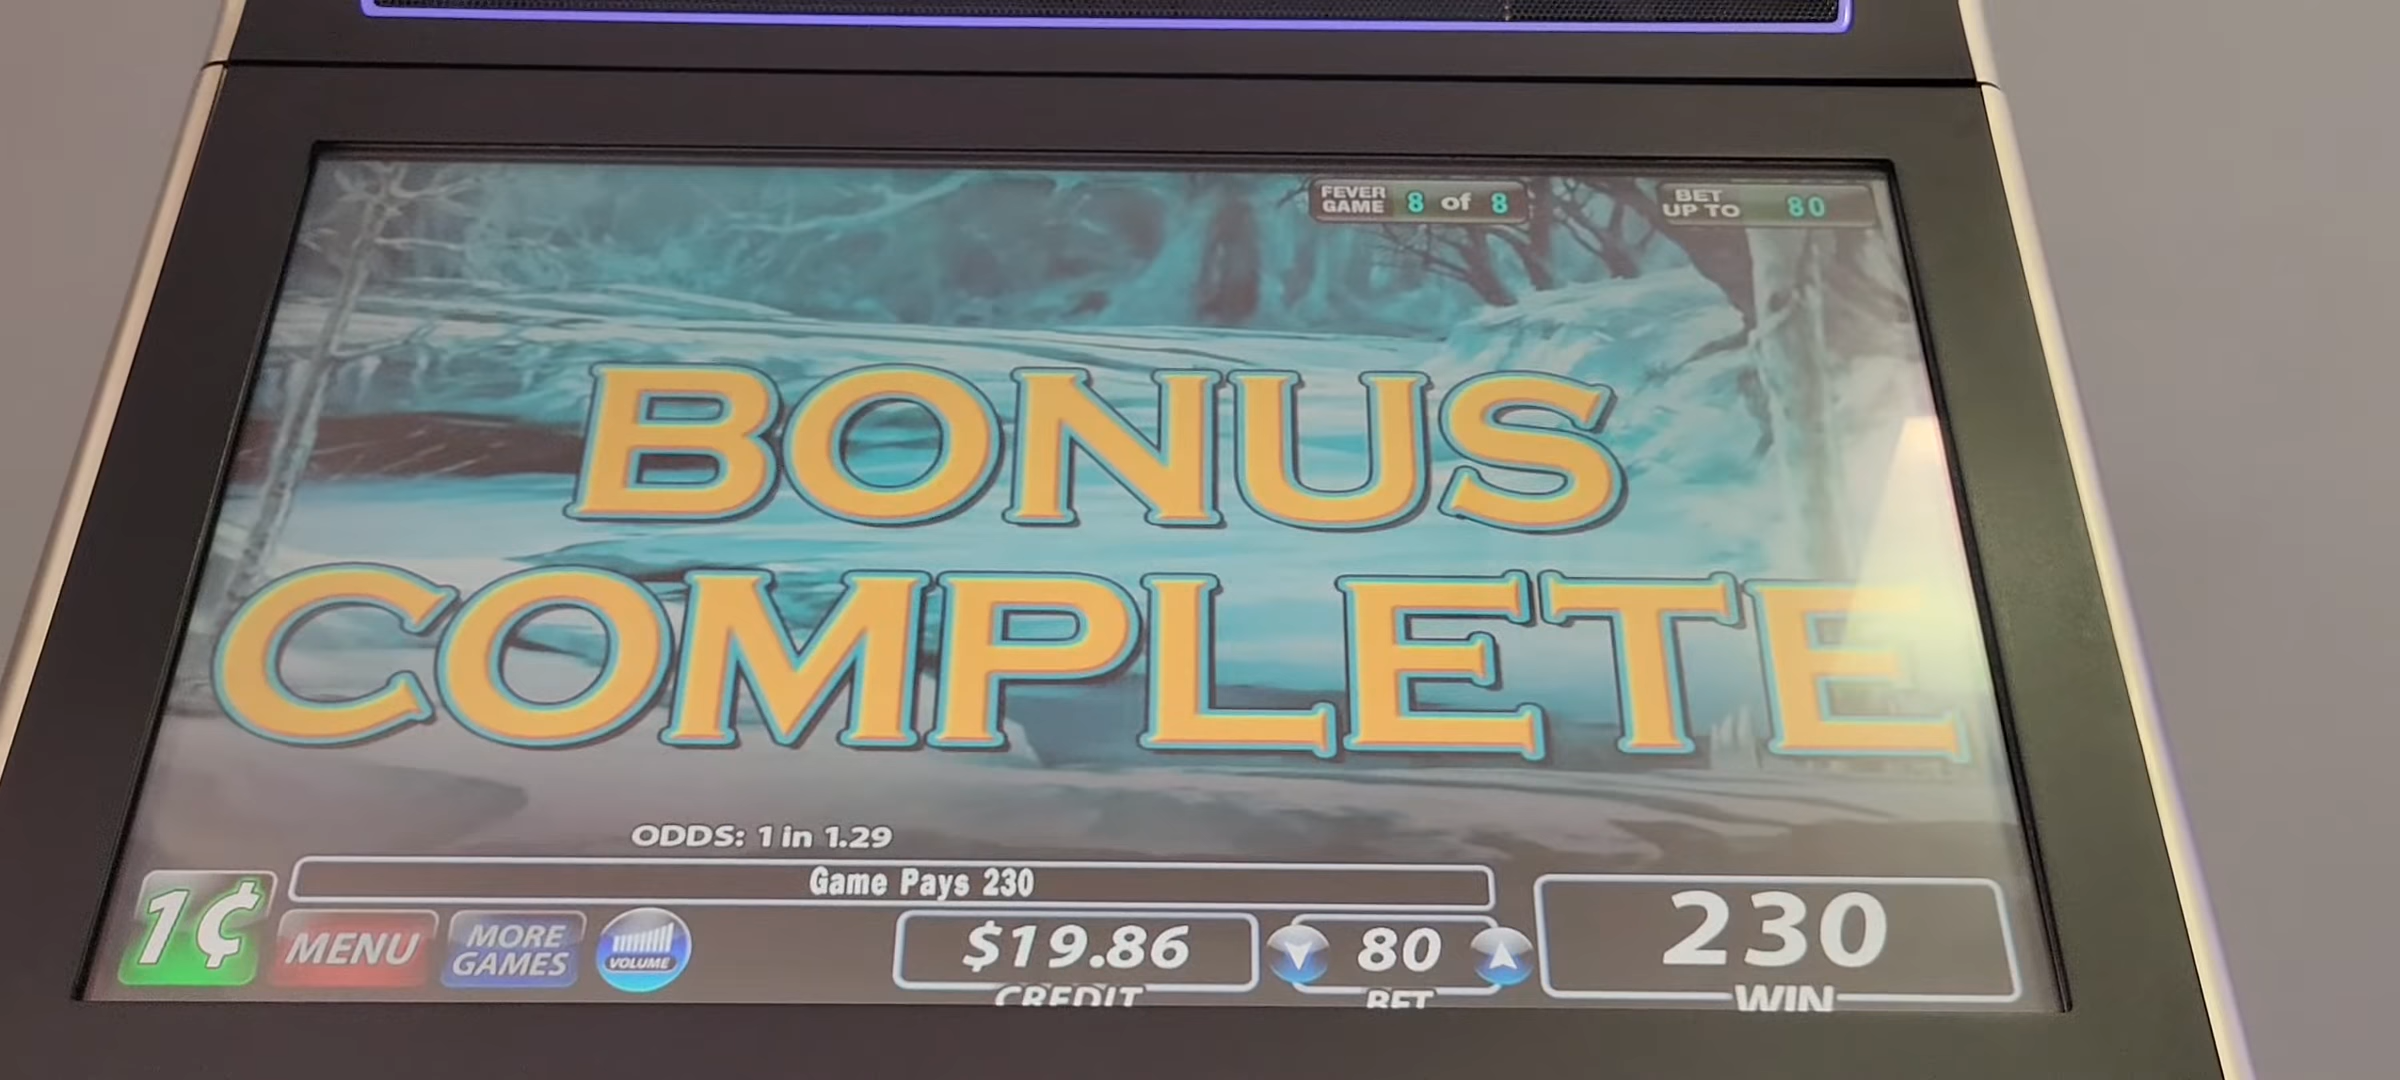 FEVER GAME 8 of 8
BET UP TO 80
BONUS
COMPLETE
ODDS: 1 in 1.29
Game Pays 230
1¢
MENU
MORE GAMES
VOLUME
$19.86
CREDIT
80
BET
230
WIN